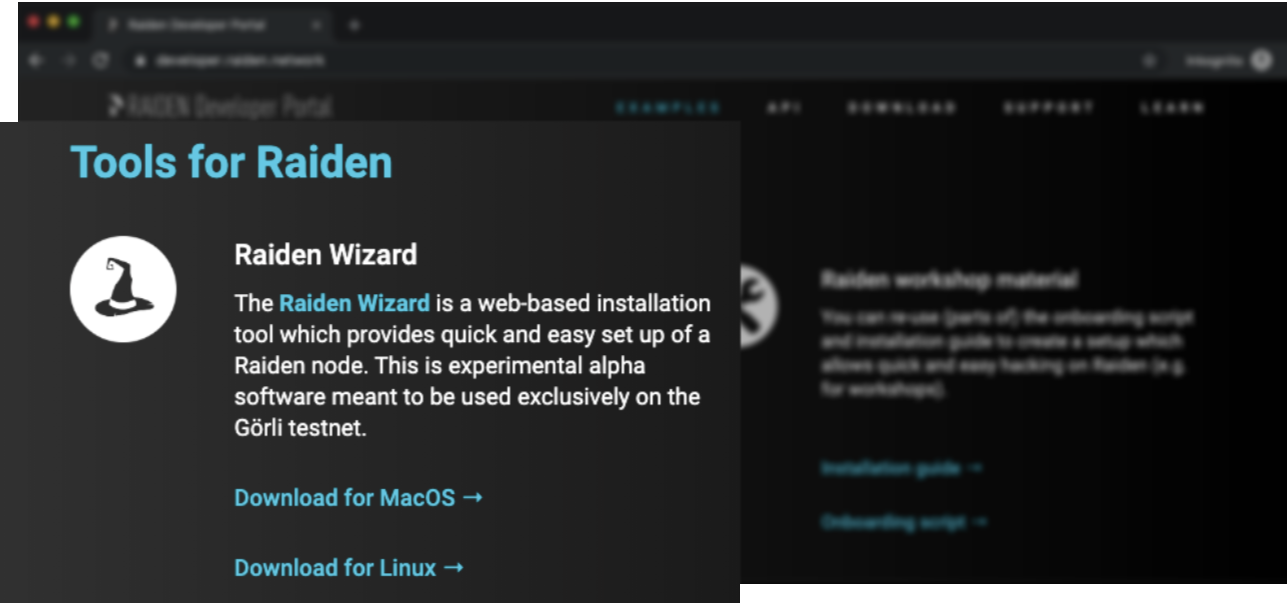 Raiden Developer Portal
developer.raiden.network
Incognito
RAIDEN Developer Portal
EXAMPLES
API
DOWNLOAD
SUPPORT
LEARN
Tools for Raiden
Raiden Wizard
The Raiden Wizard is a web-based installation
tool which provides quick and easy set up of a
Raiden node. This is experimental alpha
software meant to be used exclusively on the
Görli testnet.
Download for MacOS →
Download for Linux →
Raiden workshop material
You can re-use (parts of) the onboarding script
and installation guide to create a setup which
allows quick and easy hacking on Raiden (e.g.
for workshops).
Installation guide →
Onboarding script →